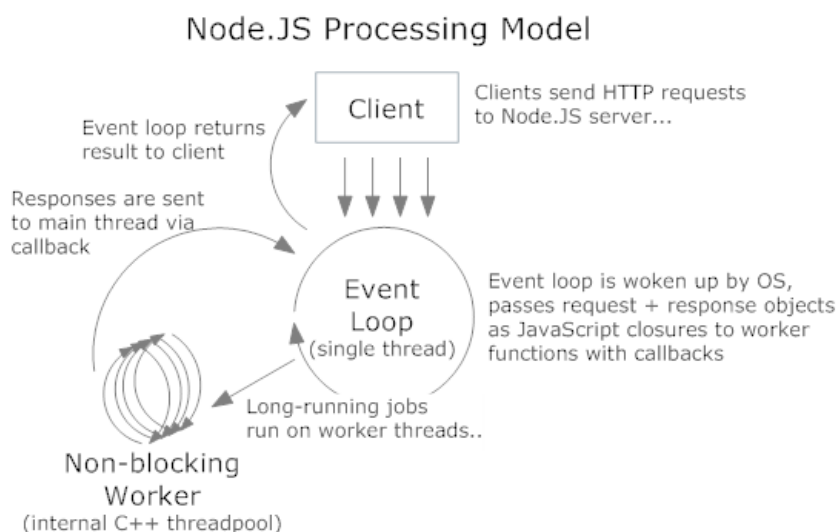 Node.JS Processing Model
Client
Clients send HTTP requests
to Node.JS server...
Event loop returns
result to client
Responses are sent
to main thread via
callback
Event
Loop
(single thread)
Event loop is woken up by OS,
passes request + response objects
as JavaScript closures to worker
functions with callbacks
Long-running jobs
run on worker threads..
Non-blocking
Worker
(internal C++ threadpool)